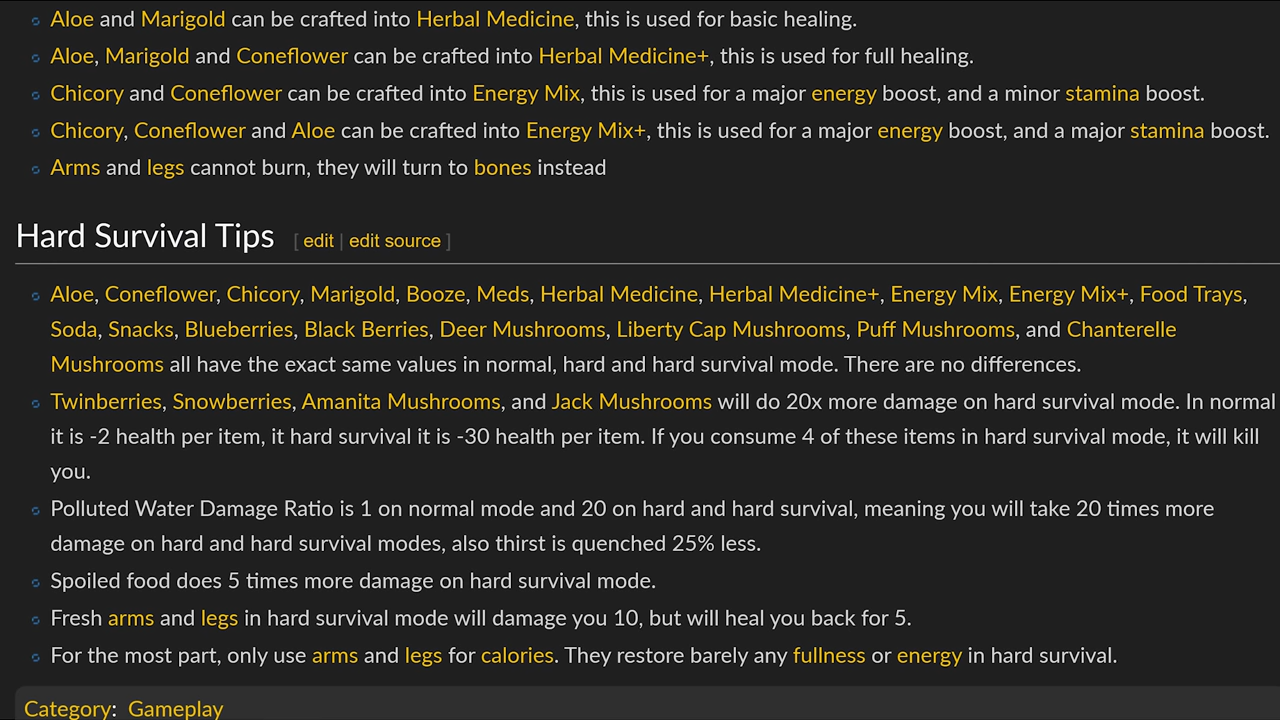 Aloe and Marigold can be crafted into Herbal Medicine, this is used for basic healing.
Aloe, Marigold and Coneflower can be crafted into Herbal Medicine+, this is used for full healing.
Chicory and Coneflower can be crafted into Energy Mix, this is used for a major energy boost, and a minor stamina boost.
Chicory, Coneflower and Aloe can be crafted into Energy Mix+, this is used for a major energy boost, and a major stamina boost.
Arms and legs cannot burn, they will turn to bones instead
Hard Survival Tips [ edit | edit source ]
Aloe, Coneflower, Chicory, Marigold, Booze, Meds, Herbal Medicine, Herbal Medicine+, Energy Mix, Energy Mix+, Food Trays,
Soda, Snacks, Blueberries, Black Berries, Deer Mushrooms, Liberty Cap Mushrooms, Puff Mushrooms, and Chanterelle
Mushrooms all have the exact same values in normal, hard and hard survival mode. There are no differences.
Twinberries, Snowberries, Amanita Mushrooms, and Jack Mushrooms will do 20x more damage on hard survival mode. In normal
it is -2 health per item, it hard survival it is -30 health per item. If you consume 4 of these items in hard survival mode, it will kill
you.
Polluted Water Damage Ratio is 1 on normal mode and 20 on hard and hard survival, meaning you will take 20 times more
damage on hard and hard survival modes, also thirst is quenched 25% less.
Spoiled food does 5 times more damage on hard survival mode.
Fresh arms and legs in hard survival mode will damage you 10, but will heal you back for 5.
For the most part, only use arms and legs for calories. They restore barely any fullness or energy in hard survival.
Category: Gameplay